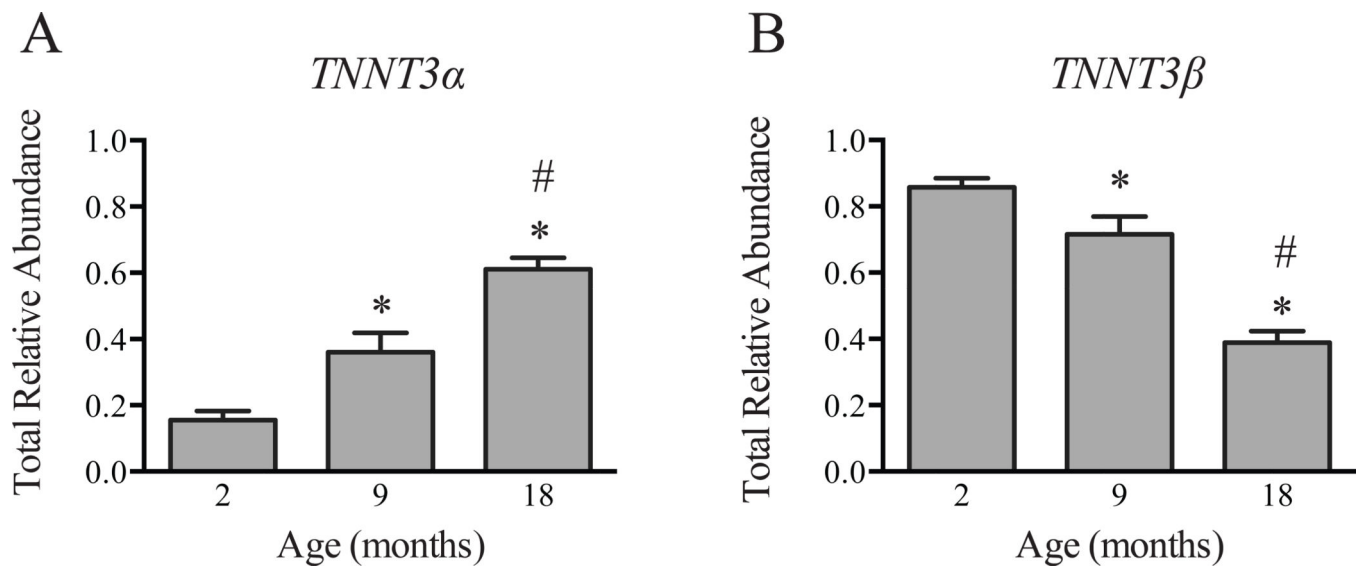 A
TNNT3α
Total Relative Abundance
1.0
0.8
0.6
0.4
0.2
0.0
*
#
*
2 9 18
Age (months)
B
TNNT3β
Total Relative Abundance
1.0
0.8
0.6
0.4
0.2
0.0
*
#
*
2 9 18
Age (months)